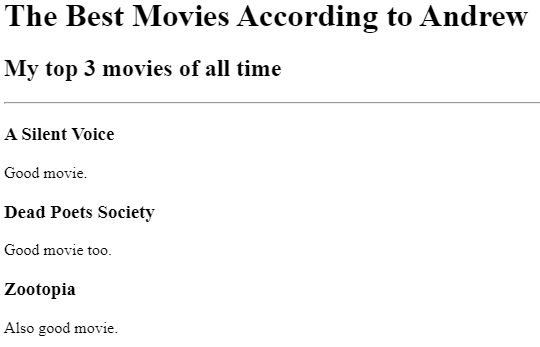 The Best Movies According to Andrew
My top 3 movies of all time
A Silent Voice
Good movie.
Dead Poets Society
Good movie too.
Zootopia
Also good movie.